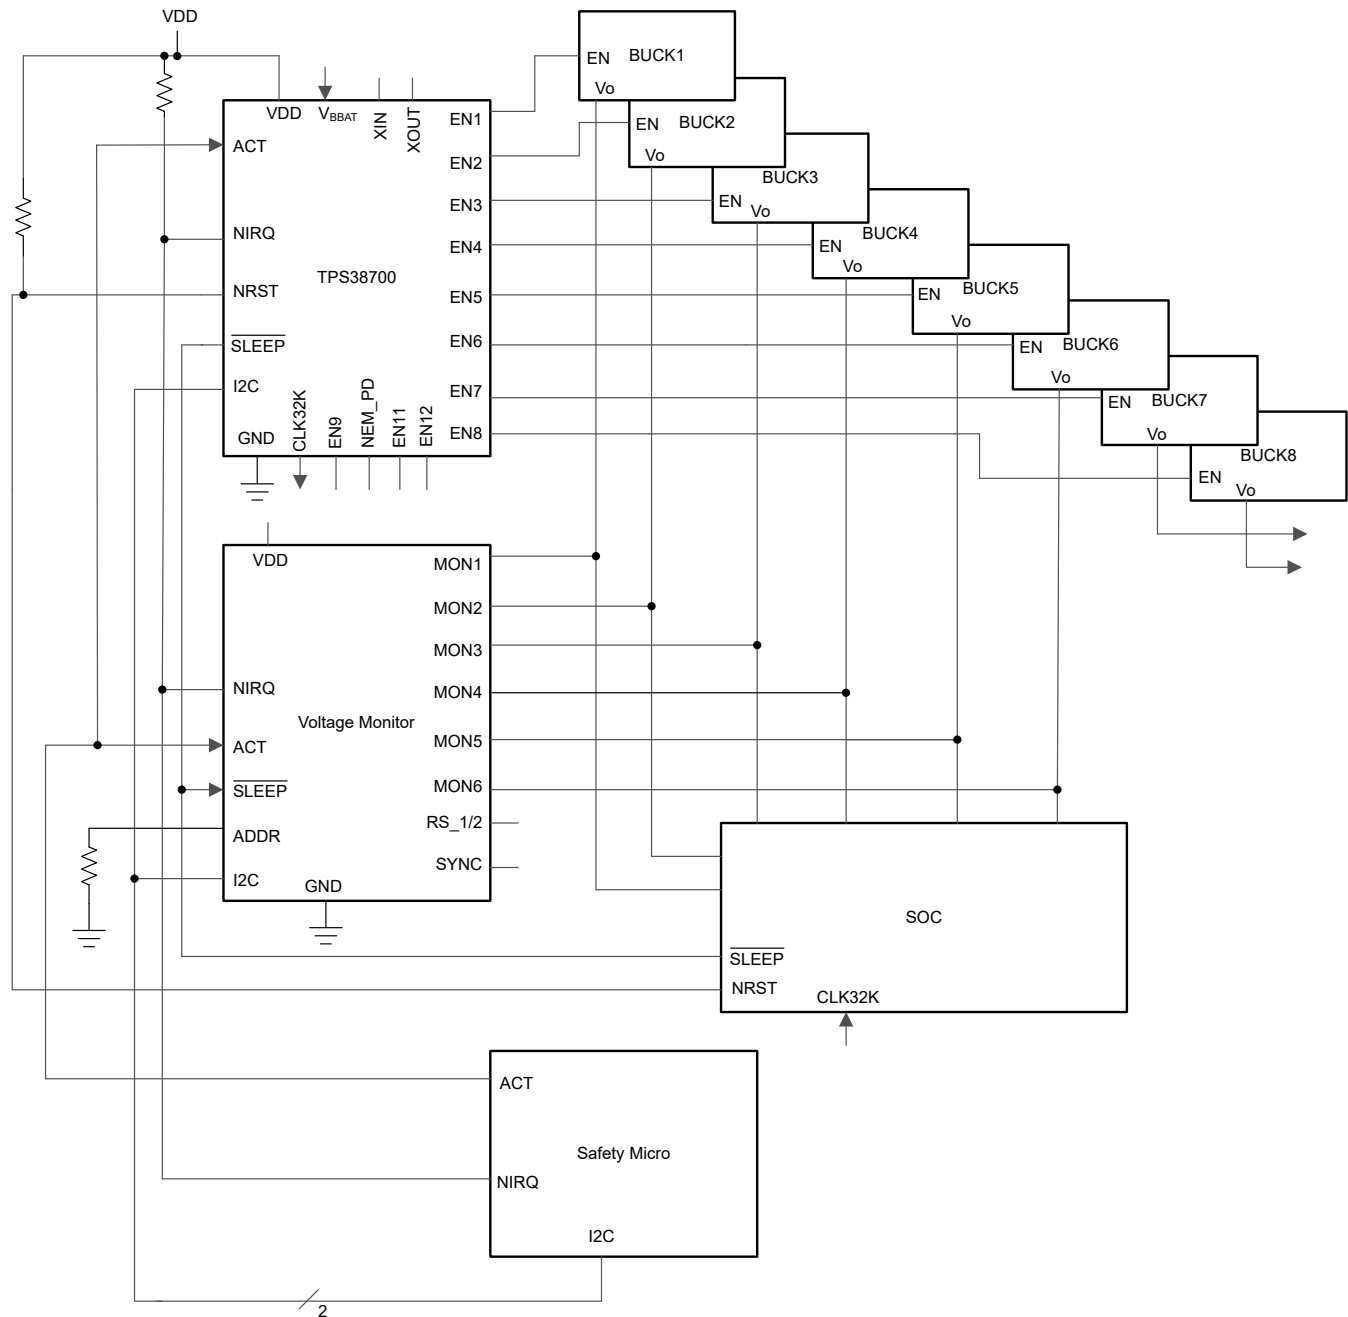 VDD
VDD
VBBAT
XIN
XOUT
ACT
NIRQ
NRST
SLEEP
I2C
GND
CLK32K
EN9
NEM_PD
EN11
EN12
TPS38700
EN1
EN2
EN3
EN4
EN5
EN6
EN7
EN8
EN
BUCK1
Vo
EN
BUCK2
Vo
BUCK3
EN
Vo
BUCK4
EN
Vo
BUCK5
EN
Vo
BUCK6
EN
Vo
BUCK7
EN
Vo
BUCK8
EN
Vo
VDD
NIRQ
ACT
SLEEP
ADDR
I2C
GND
Voltage Monitor
MON1
MON2
MON3
MON4
MON5
MON6
RS_1/2
SYNC
SOC
SLEEP
NRST
CLK32K
ACT
Safety Micro
NIRQ
I2C
2